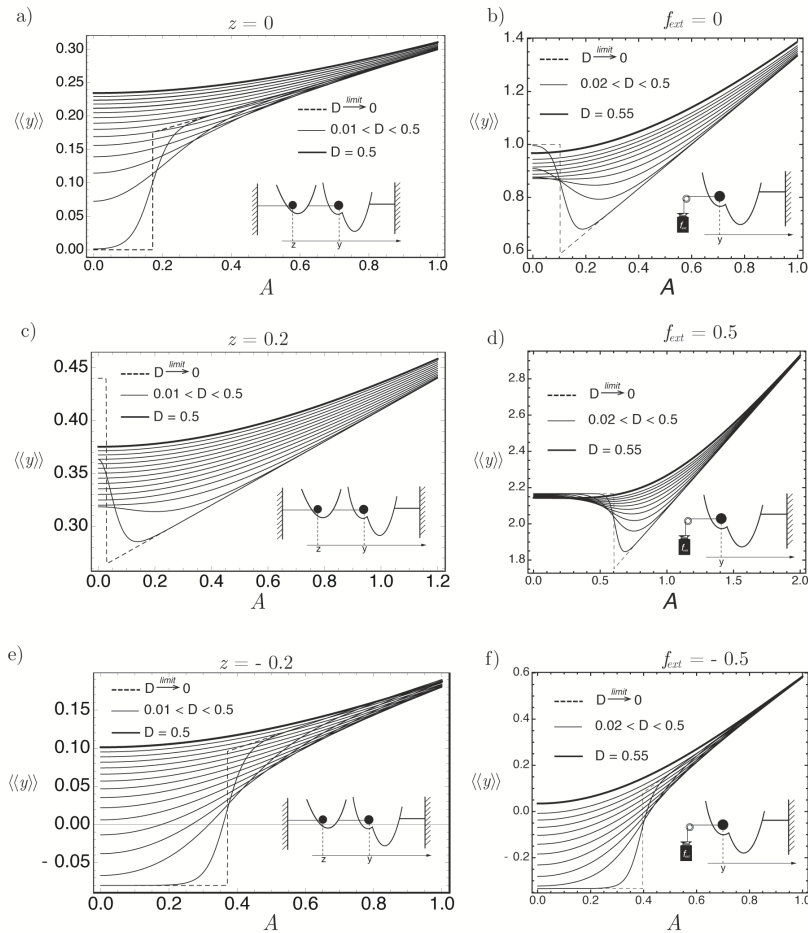 a)
z = 0
0.30
0.25
0.20
0.15
0.10
0.05
0.00
⟨⟨y⟩⟩
D limit→ 0
0.01 < D < 0.5
D = 0.5
z
y
0.0 0.2 0.4 0.6 0.8 1.0
A
b)
f_ext = 0
1.4
1.2
1.0
0.8
0.6
⟨⟨y⟩⟩
D limit→ 0
0.02 < D < 0.5
D = 0.55
y
0.0 0.2 0.4 0.6 0.8 1.0
A
c)
z = 0.2
0.45
0.40
0.35
0.30
⟨⟨y⟩⟩
D limit→ 0
0.01 < D < 0.5
D = 0.5
z
y
0.0 0.2 0.4 0.6 0.8 1.0 1.2
A
d)
f_ext = 0.5
2.8
2.6
2.4
2.2
2.0
1.8
⟨⟨y⟩⟩
D limit→ 0
0.02 < D < 0.5
D = 0.55
y
0.0 0.5 1.0 1.5 2.0
A
e)
z = - 0.2
0.15
0.10
0.05
0.00
- 0.05
⟨⟨y⟩⟩
D limit→ 0
0.01 < D < 0.5
D = 0.5
z
y
0.0 0.2 0.4 0.6 0.8 1.0
A
f)
f_ext = - 0.5
0.6
0.4
0.2
0.0
- 0.2
⟨⟨y⟩⟩
D limit→ 0
0.02 < D < 0.5
D = 0.55
y
0.0 0.2 0.4 0.6 0.8 1.0
A